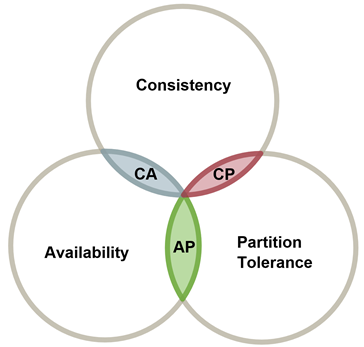 Consistency
CA
CP
Availability
AP
Partition
Tolerance